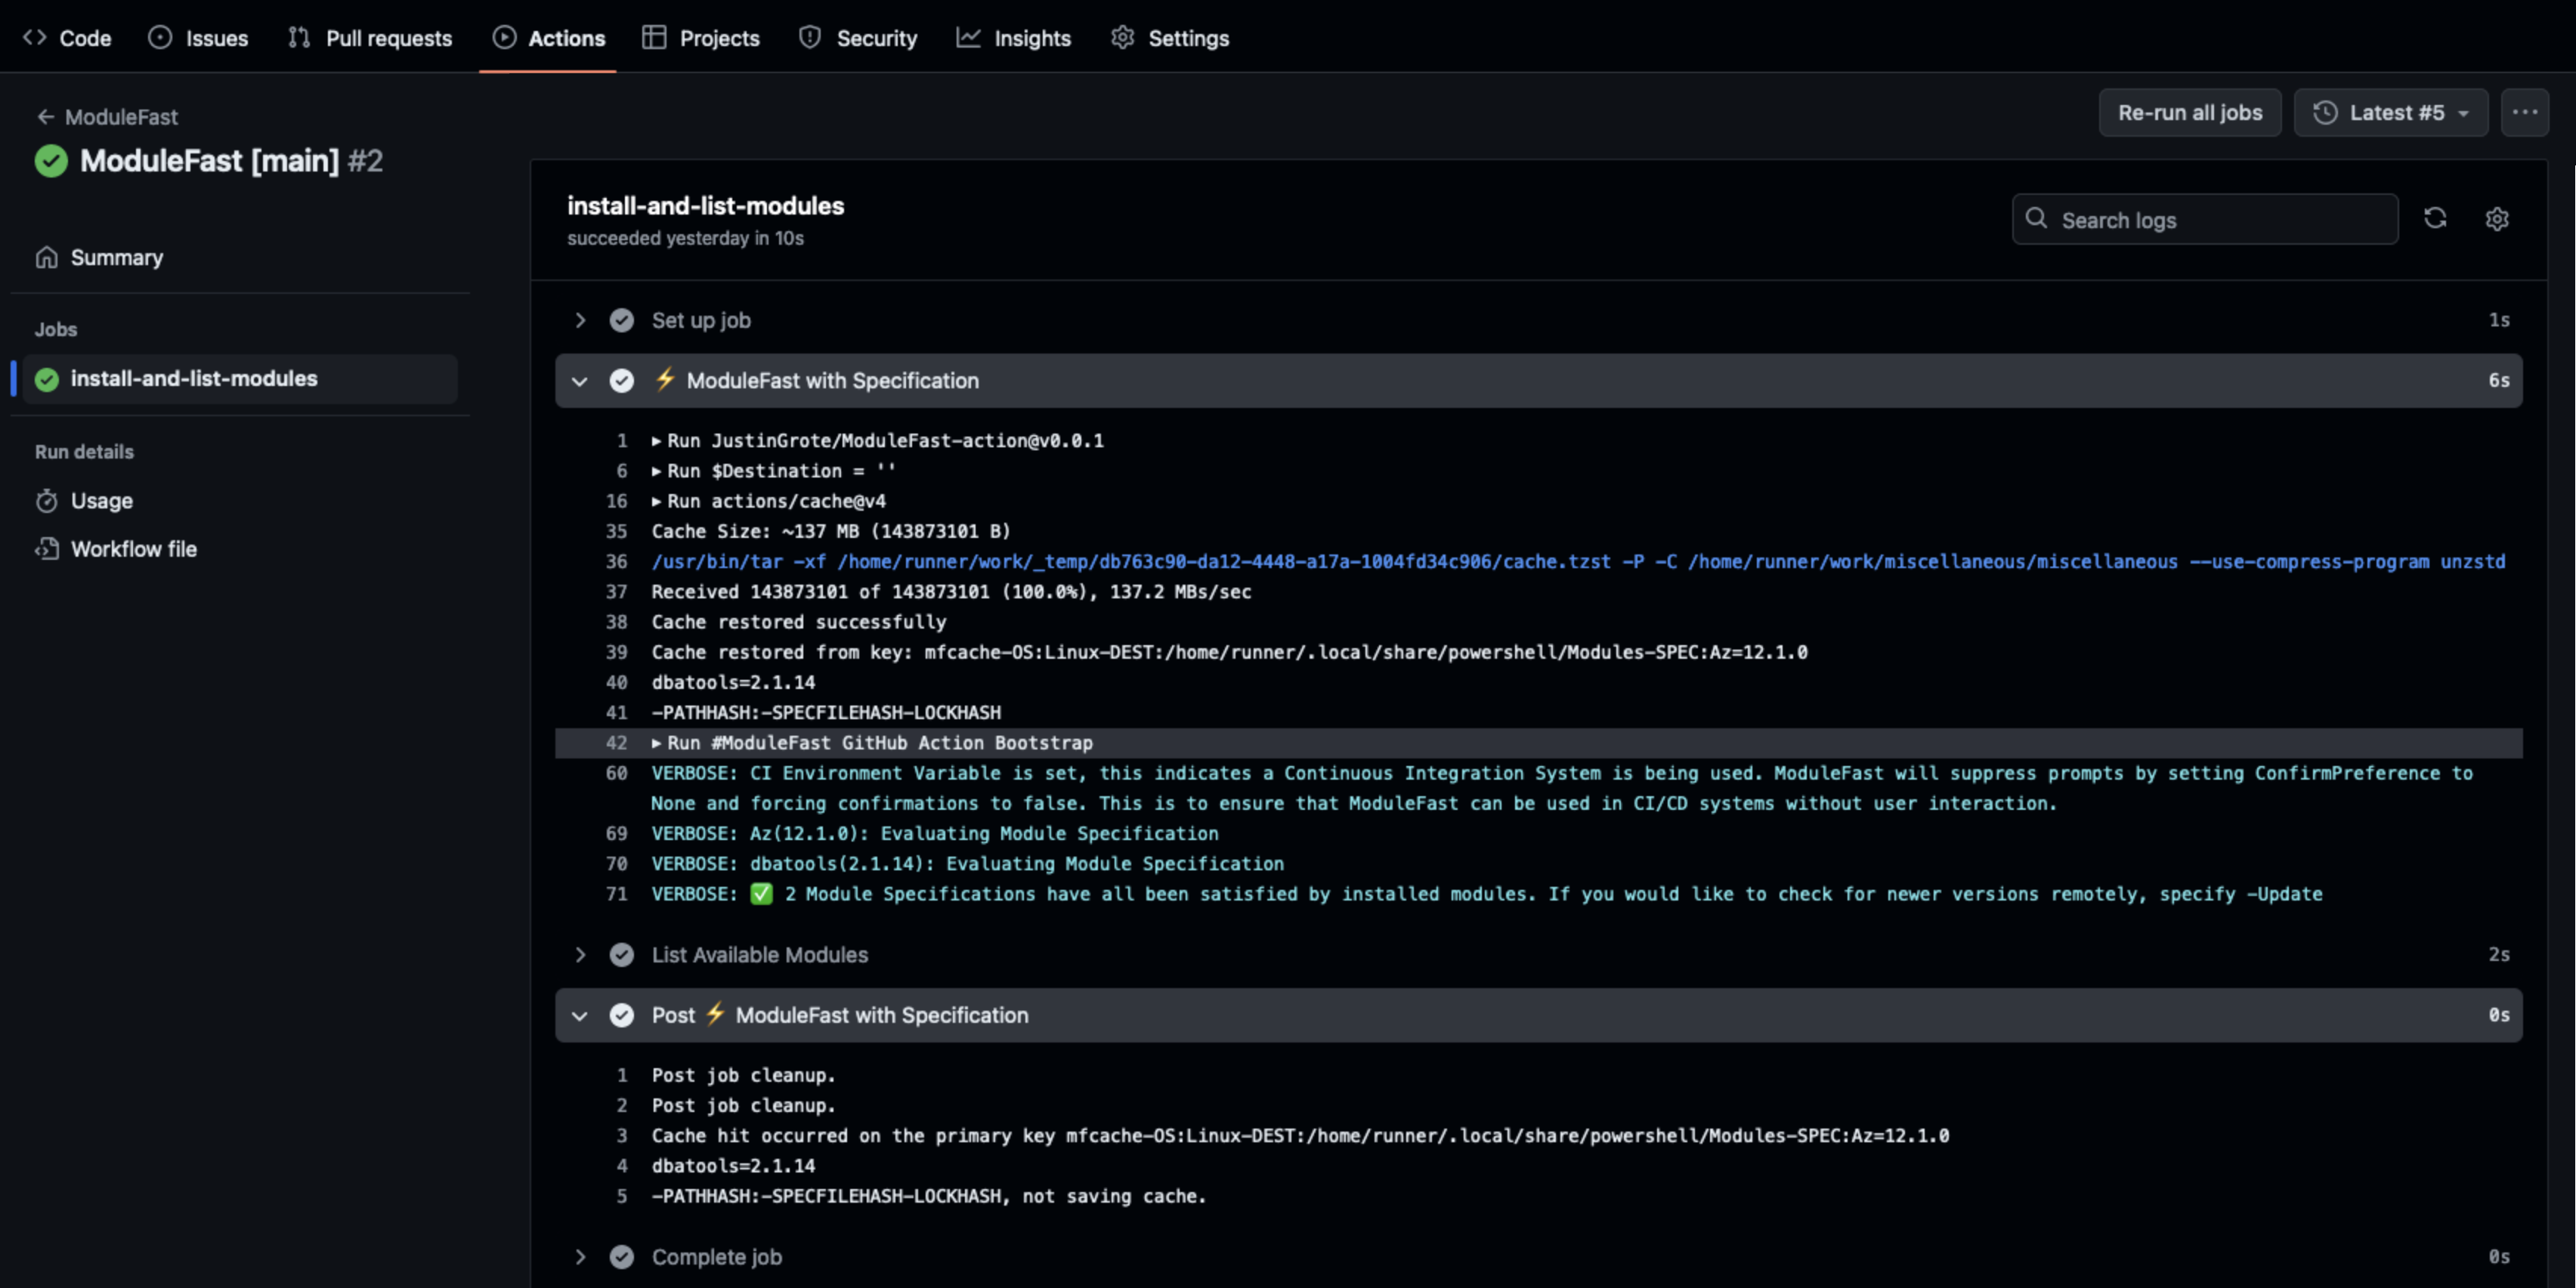 Code Issues Pull requests Actions Projects Security Insights Settings
ModuleFast
ModuleFast [main] #2
Re-run all jobs Latest #5
Summary
Jobs
install-and-list-modules
Run details
Usage
Workflow file
install-and-list-modules
succeeded yesterday in 10s
Search logs
Set up job 1s
⚡ ModuleFast with Specification 6s
1 ▸Run JustinGrote/ModuleFast-action@v0.0.1
6 ▸Run $Destination = ''
16 ▸Run actions/cache@v4
35 Cache Size: ~137 MB (143873101 B)
36 /usr/bin/tar -xf /home/runner/work/_temp/db763c90-da12-4448-a17a-1004fd34c906/cache.tzst -P -C /home/runner/work/miscellaneous/miscellaneous --use-compress-program unzstd
37 Received 143873101 of 143873101 (100.0%), 137.2 MBs/sec
38 Cache restored successfully
39 Cache restored from key: mfcache-OS:Linux-DEST:/home/runner/.local/share/powershell/Modules-SPEC:Az=12.1.0
40 dbatools=2.1.14
41 -PATHHASH:-SPECFILEHASH-LOCKHASH
42 ▸Run #ModuleFast GitHub Action Bootstrap
60 VERBOSE: CI Environment Variable is set, this indicates a Continuous Integration System is being used. ModuleFast will suppress prompts by setting ConfirmPreference to
None and forcing confirmations to false. This is to ensure that ModuleFast can be used in CI/CD systems without user interaction.
69 VERBOSE: Az(12.1.0): Evaluating Module Specification
70 VERBOSE: dbatools(2.1.14): Evaluating Module Specification
71 VERBOSE: ✅ 2 Module Specifications have all been satisfied by installed modules. If you would like to check for newer versions remotely, specify -Update
List Available Modules 2s
Post ⚡ ModuleFast with Specification 0s
1 Post job cleanup.
2 Post job cleanup.
3 Cache hit occurred on the primary key mfcache-OS:Linux-DEST:/home/runner/.local/share/powershell/Modules-SPEC:Az=12.1.0
4 dbatools=2.1.14
5 -PATHHASH:-SPECFILEHASH-LOCKHASH, not saving cache.
Complete job 0s